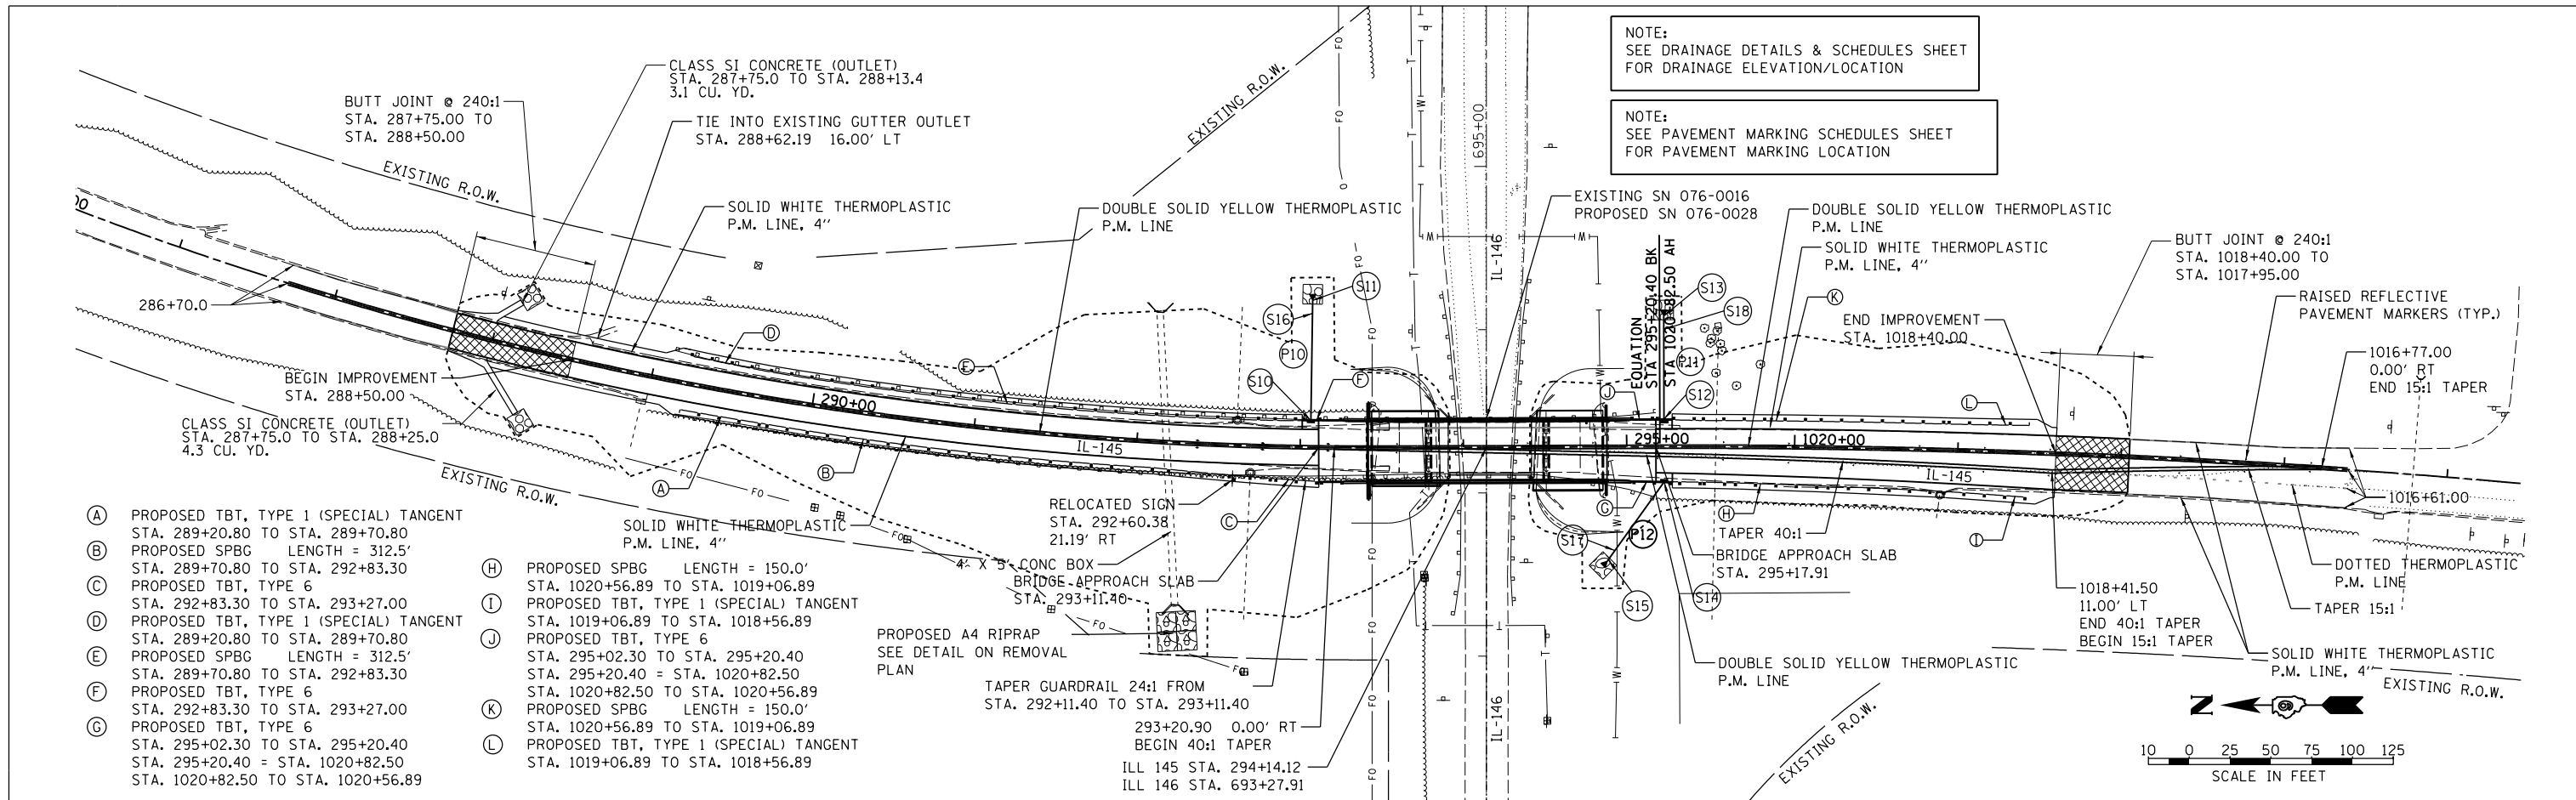 NOTE:
SEE DRAINAGE DETAILS & SCHEDULES SHEET
FOR DRAINAGE ELEVATION/LOCATION
NOTE:
SEE PAVEMENT MARKING SCHEDULES SHEET
FOR PAVEMENT MARKING LOCATION
CLASS SI CONCRETE (OUTLET)
STA. 287+75.0 TO STA. 288+13.4
3.1 CU. YD.
BUTT JOINT @ 240:1
STA. 287+75.00 TO
STA. 288+50.00
TIE INTO EXISTING GUTTER OUTLET
STA. 288+62.19 16.00' LT
EXISTING R.O.W.
EXISTING R.O.W.
SOLID WHITE THERMOPLASTIC
P.M. LINE, 4''
DOUBLE SOLID YELLOW THERMOPLASTIC
P.M. LINE
695+00
IL-146
EXISTING SN 076-0016
PROPOSED SN 076-0028
DOUBLE SOLID YELLOW THERMOPLASTIC
P.M. LINE
SOLID WHITE THERMOPLASTIC
P.M. LINE, 4''
BUTT JOINT @ 240:1
STA. 1018+40.00 TO
STA. 1017+95.00
RAISED REFLECTIVE
PAVEMENT MARKERS (TYP.)
EQUATION
STA 295+20.40 BK
STA 1020+82.50 AH
END IMPROVEMENT
STA. 1018+40.00
1016+77.00
0.00' RT
END 15:1 TAPER
286+70.0
BEGIN IMPROVEMENT
STA. 288+50.00
CLASS SI CONCRETE (OUTLET)
STA. 287+75.0 TO STA. 288+25.0
4.3 CU. YD.
EXISTING R.O.W.
D
E
S16
S11
P10
S10
F
S13
S18
P11
S12
J
K
L
290+00
IL-145
295+00
1020+00
IL-145
A
B
C
G
H
I
S17
P12
S15
S14
1016+61.00
SOLID WHITE THERMOPLASTIC
P.M. LINE, 4''
RELOCATED SIGN
STA. 292+60.38
21.19' RT
4' X 5' CONC BOX
BRIDGE APPROACH SLAB
STA. 293+11.40
TAPER 40:1
BRIDGE APPROACH SLAB
STA. 295+17.91
DOTTED THERMOPLASTIC
P.M. LINE
TAPER 15:1
1018+41.50
11.00' LT
END 40:1 TAPER
BEGIN 15:1 TAPER
SOLID WHITE THERMOPLASTIC
P.M. LINE, 4''
EXISTING R.O.W.
DOUBLE SOLID YELLOW THERMOPLASTIC
P.M. LINE
EXISTING R.O.W.
IL-146
PROPOSED A4 RIPRAP
SEE DETAIL ON REMOVAL
PLAN
TAPER GUARDRAIL 24:1 FROM
STA. 292+11.40 TO STA. 293+11.40
293+20.90 0.00' RT
BEGIN 40:1 TAPER
ILL 145 STA. 294+14.12
ILL 146 STA. 693+27.91
A PROPOSED TBT, TYPE 1 (SPECIAL) TANGENT
STA. 289+20.80 TO STA. 289+70.80
B PROPOSED SPBG LENGTH = 312.5'
STA. 289+70.80 TO STA. 292+83.30
C PROPOSED TBT, TYPE 6
STA. 292+83.30 TO STA. 293+27.00
D PROPOSED TBT, TYPE 1 (SPECIAL) TANGENT
STA. 289+20.80 TO STA. 289+70.80
E PROPOSED SPBG LENGTH = 312.5'
STA. 289+70.80 TO STA. 292+83.30
F PROPOSED TBT, TYPE 6
STA. 292+83.30 TO STA. 293+27.00
G PROPOSED TBT, TYPE 6
STA. 295+02.30 TO STA. 295+20.40
STA. 295+20.40 = STA. 1020+82.50
STA. 1020+82.50 TO STA. 1020+56.89
H PROPOSED SPBG LENGTH = 150.0'
STA. 1020+56.89 TO STA. 1019+06.89
I PROPOSED TBT, TYPE 1 (SPECIAL) TANGENT
STA. 1019+06.89 TO STA. 1018+56.89
J PROPOSED TBT, TYPE 6
STA. 295+02.30 TO STA. 295+20.40
STA. 295+20.40 = STA. 1020+82.50
STA. 1020+82.50 TO STA. 1020+56.89
K PROPOSED SPBG LENGTH = 150.0'
STA. 1020+56.89 TO STA. 1019+06.89
L PROPOSED TBT, TYPE 1 (SPECIAL) TANGENT
STA. 1019+06.89 TO STA. 1018+56.89
N
10 0 25 50 75 100 125
SCALE IN FEET